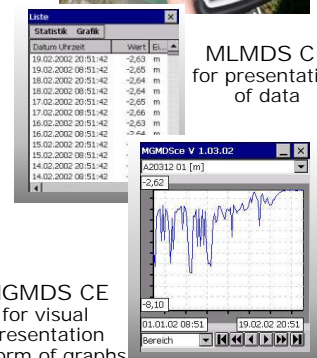 Liste
Statistik Grafik
Datum Uhrzeit Wert Ei...
19.02.2002 20:51:42 -2,63 m
19.02.2002 08:51:42 -2,65 m
18.02.2002 20:51:42 -2,64 m
18.02.2002 08:51:42 -2,64 m
17.02.2002 20:51:42 -2,65 m
17.02.2002 08:51:42 -2,66 m
16.02.2002 20:51:42 -2,63 m
16.02.2002 08:51:42 -2,64 m
15.02.2002 20:51:42
15.02.2002 08:51:42
14.02.2002 20:51:42
14.02.2002 08:51:42
MLMDS C
for presentati
of data
MGMDSce V 1.03.02
A20312 01 [m]
-2,62
-8,10
01.01.02 08:51 19.02.02 20:51
Bereich
GMDS CE
for visual
resentation
orm of graphs